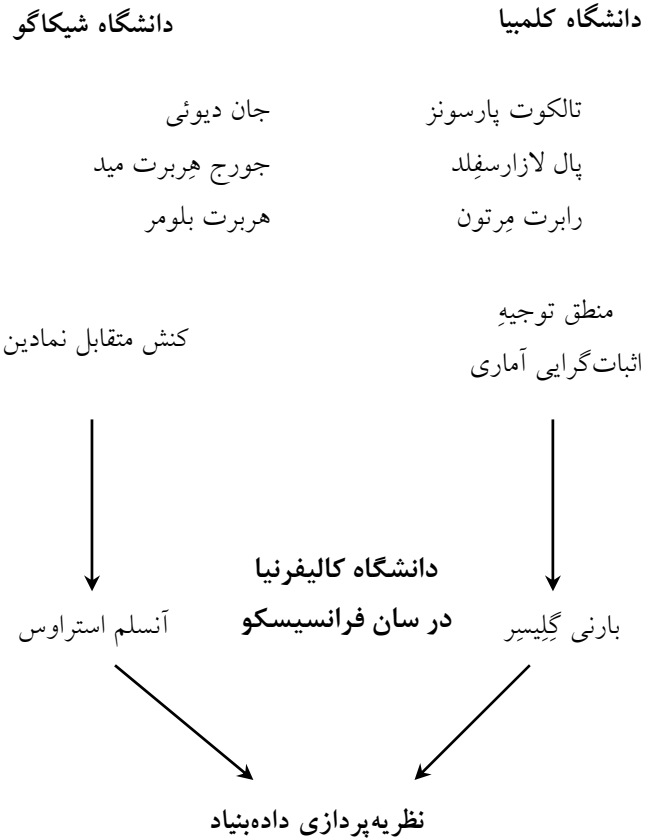 دانشگاه کلمبیا
دانشگاه شیکاگو
تالکوت پارسونز
جان دیوئی
پال لازارسفِلد
جورج هِربرت مید
رابرت مِرتون
هربرت بلومر
منطق توجیهِ
اثبات‌گرایی آماری
کنش متقابل نمادین
دانشگاه کالیفرنیا
در سان فرانسیسکو
بارنی گِلِیسِر
آنسلم استراوس
نظریه‌پردازی داده‌بنیاد